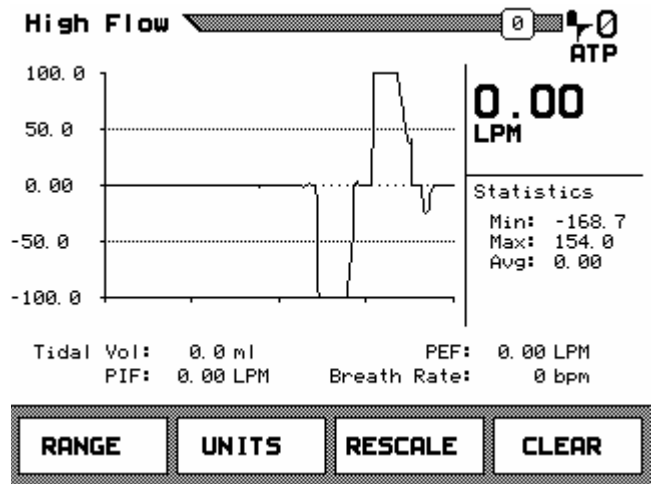 High Flow 0 0
ATP
100.0
50.0
0.00
-50.0
-100.0
0.00
LPM
Statistics
Min: -168.7
Max: 154.0
Avg: 0.00
Tidal Vol: 0.0 ml PEF: 0.00 LPM
PIF: 0.00 LPM Breath Rate: 0 bpm
RANGE UNITS RESCALE CLEAR